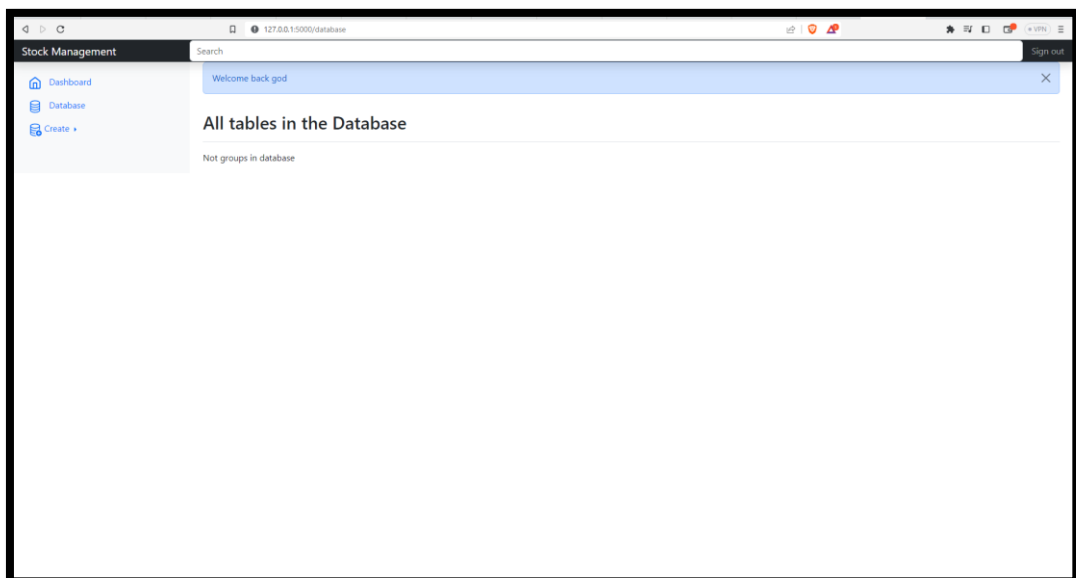 127.0.0.1:5000/database
VPN
Stock Management
Search
Sign out
Dashboard
Database
Create
Welcome back god
All tables in the Database
Not groups in database